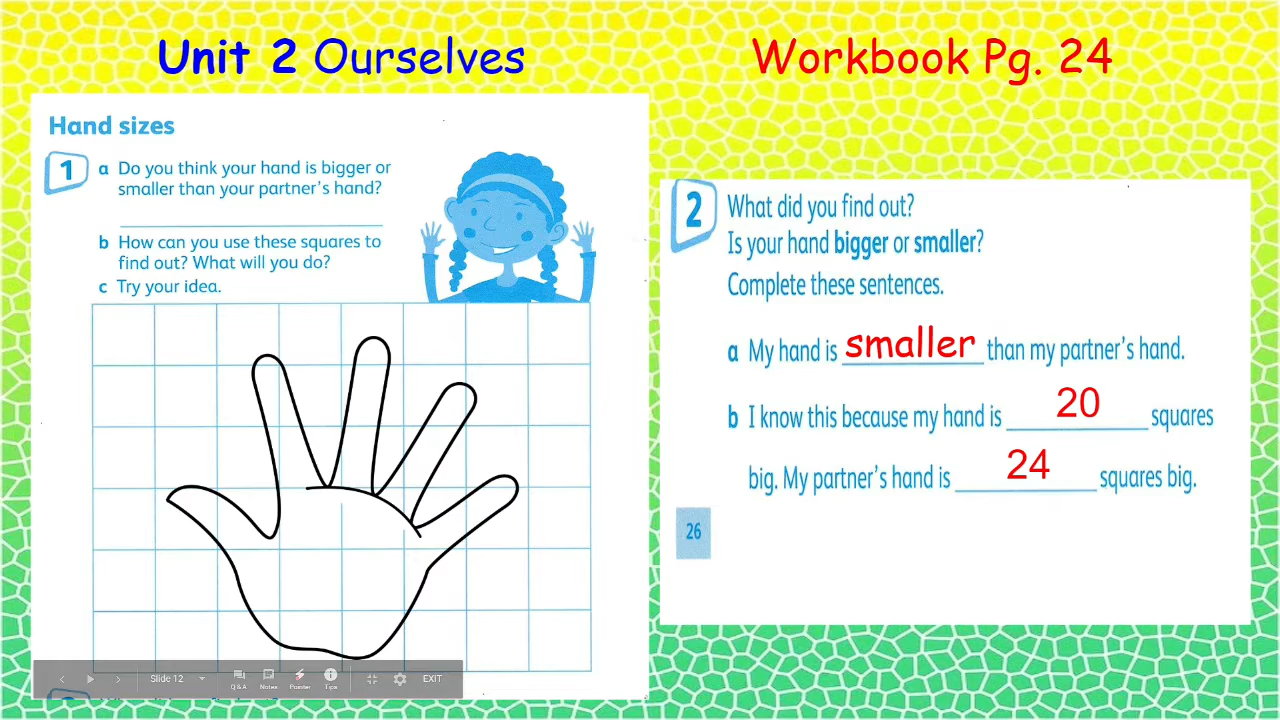 Unit 2 Ourselves
Workbook Pg. 24
Hand sizes
1 a Do you think your hand is bigger or
smaller than your partner's hand?
b How can you use these squares to
find out? What will you do?
c Try your idea.
Slide 12
Q&A Notes Pointer Tips EXIT
2 What did you find out?
Is your hand bigger or smaller?
Complete these sentences.
a My hand is smaller than my partner's hand.
b I know this because my hand is 20 squares
big. My partner's hand is 24 squares big.
26